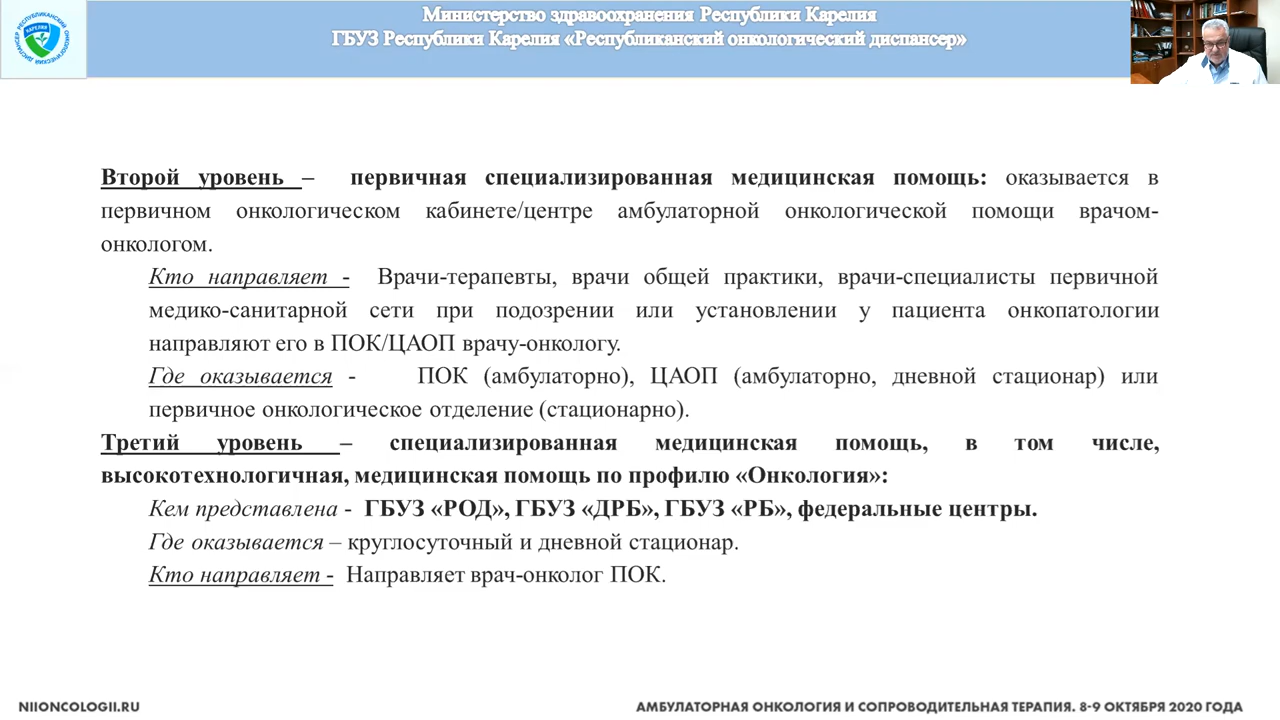 РЕСПУБЛИКАНСКИЙ ОНКОЛОГИЧЕСКИЙ ДИСПАНСЕР
КАРЕЛИЯ
Министерство здравоохранения Республики Карелия
ГБУЗ Республики Карелия «Республиканский онкологический диспансер»
Второй уровень – первичная специализированная медицинская помощь: оказывается в
первичном онкологическом кабинете/центре амбулаторной онкологической помощи врачом-
онкологом.
Кто направляет - Врачи-терапевты, врачи общей практики, врачи-специалисты первичной
медико-санитарной сети при подозрении или установлении у пациента онкопатологии
направляют его в ПОК/ЦАОП врачу-онкологу.
Где оказывается - ПОК (амбулаторно), ЦАОП (амбулаторно, дневной стационар) или
первичное онкологическое отделение (стационарно).
Третий уровень – специализированная медицинская помощь, в том числе,
высокотехнологичная, медицинская помощь по профилю «Онкология»:
Кем представлена - ГБУЗ «РОД», ГБУЗ «ДРБ», ГБУЗ «РБ», федеральные центры.
Где оказывается – круглосуточный и дневной стационар.
Кто направляет - Направляет врач-онколог ПОК.
NIIONCOLOGII.RU
АМБУЛАТОРНАЯ ОНКОЛОГИЯ И СОПРОВОДИТЕЛЬНАЯ ТЕРАПИЯ. 8-9 ОКТЯБРЯ 2020 ГОДА